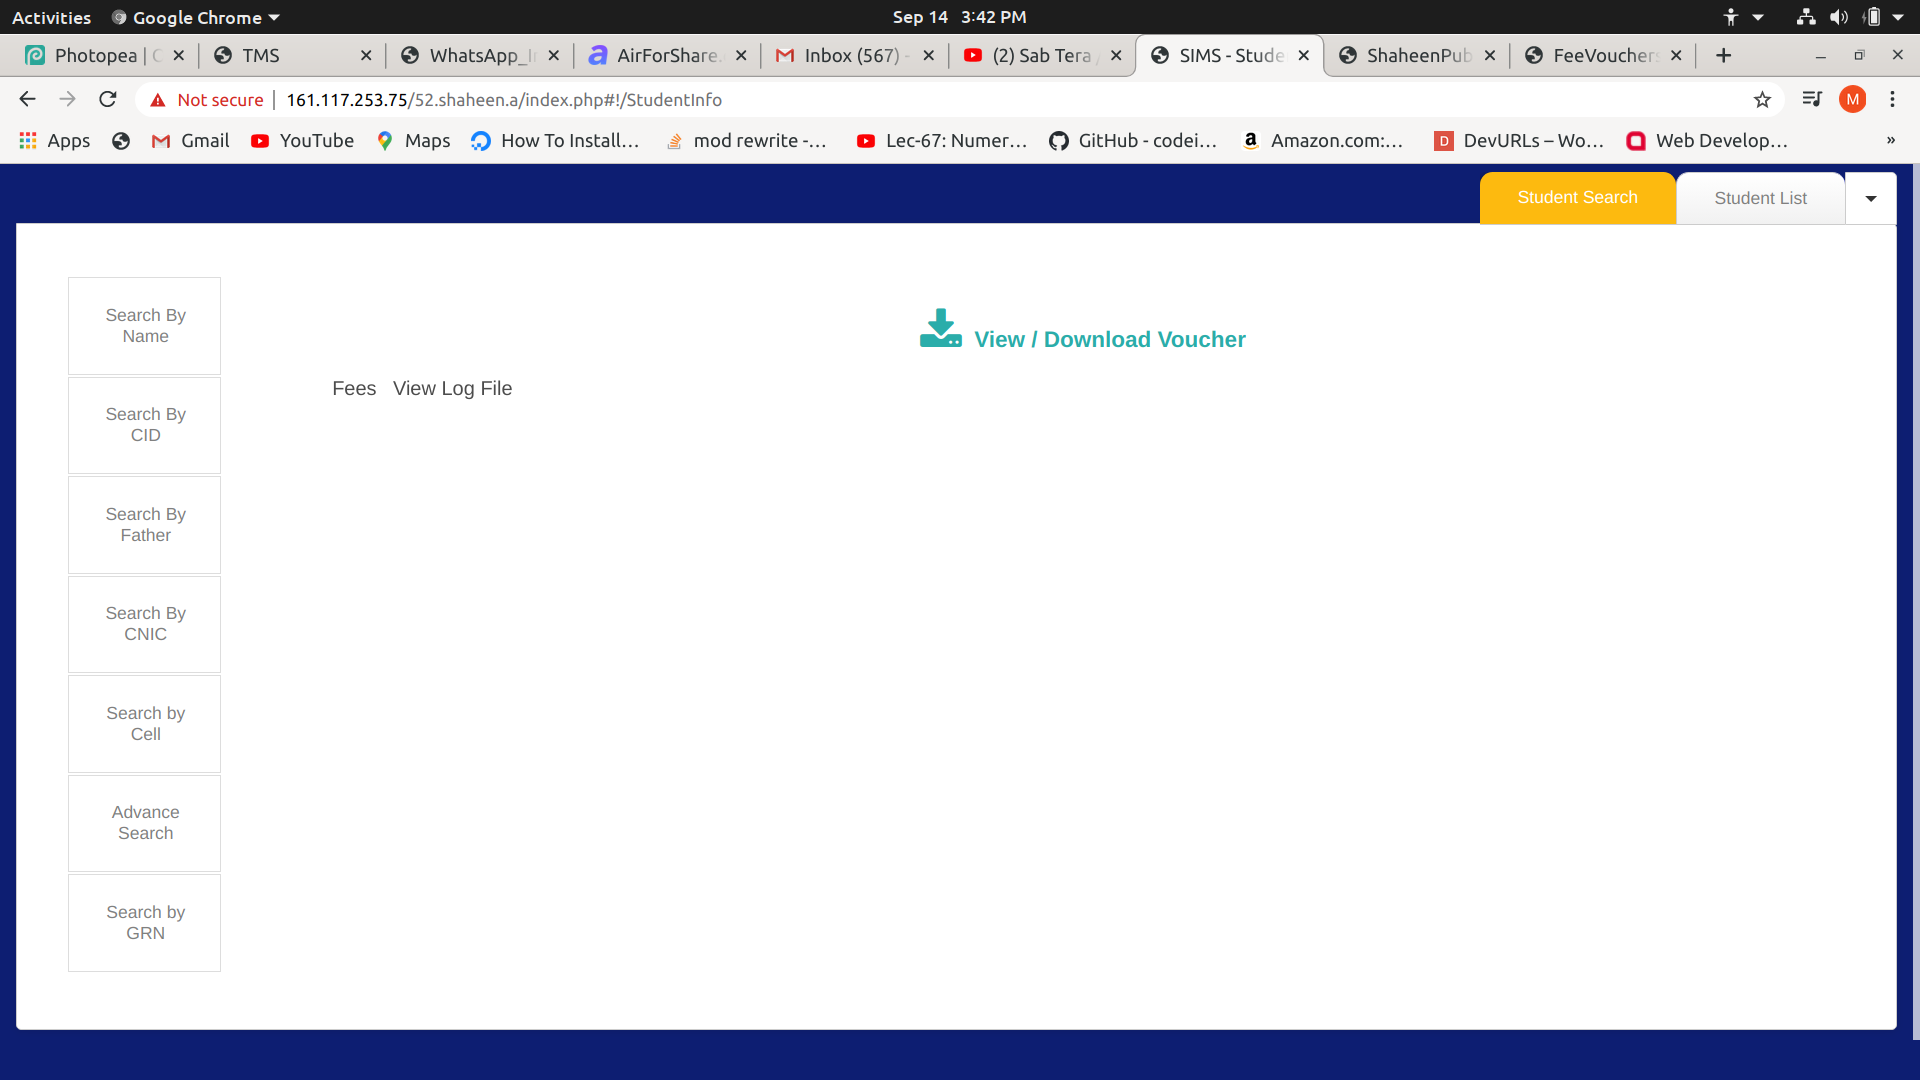 Activities Google Chrome Sep 14 3:42 PM
Photopea | TMS WhatsApp_I AirForShare. Inbox (567) - (2) Sab Tera SIMS - Stude ShaheenPub FeeVouchers
Not secure 161.117.253.75/52.shaheen.a/index.php#!/StudentInfo M
Apps Gmail YouTube Maps How To Install… mod rewrite -… Lec-67: Numer… GitHub - codei… Amazon.com:… DevURLs – Wo… Web Develop… »
Student Search Student List
Search By
Name
View / Download Voucher
Fees View Log File
Search By
CID
Search By
Father
Search By
CNIC
Search by
Cell
Advance
Search
Search by
GRN